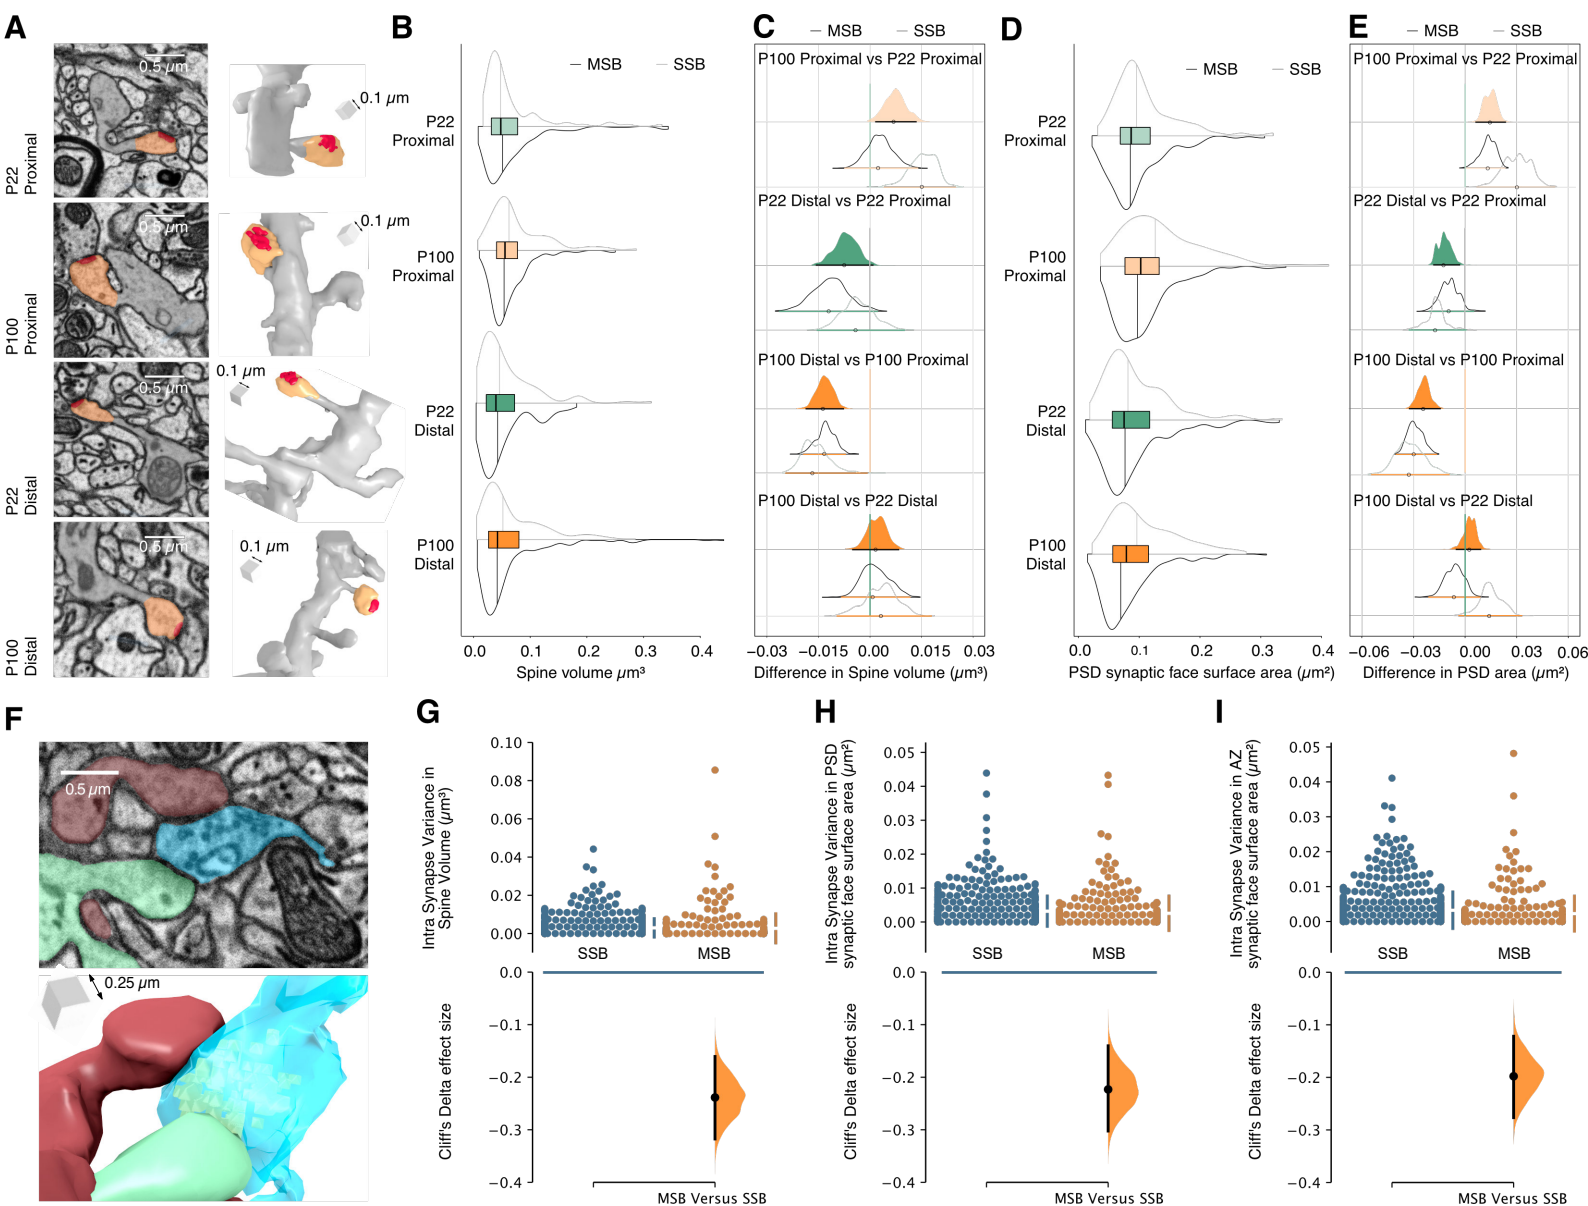 A
P22
Proximal
0.5 µm
0.1 µm
P100
Proximal
0.5 µm
0.1 µm
P22
Distal
0.5 µm
0.1 µm
P100
Distal
0.5 µm
0.1 µm
B
MSB
SSB
P22
Proximal
P100
Proximal
P22
Distal
P100
Distal
0.0
0.1
0.2
0.3
0.4
Spine volume µm³
C
MSB
SSB
P100 Proximal vs P22 Proximal
P22 Distal vs P22 Proximal
P100 Distal vs P100 Proximal
P100 Distal vs P22 Distal
−0.03
−0.015
0.00
0.015
0.03
Difference in Spine volume (µm³)
D
MSB
SSB
P22
Proximal
P100
Proximal
P22
Distal
P100
Distal
0.0
0.1
0.2
0.3
0.4
PSD synaptic face surface area (µm²)
E
MSB
SSB
P100 Proximal vs P22 Proximal
P22 Distal vs P22 Proximal
P100 Distal vs P100 Proximal
P100 Distal vs P22 Distal
−0.06
−0.03
0.00
0.03
0.06
Difference in PSD area (µm²)
F
0.5 µm
0.25 µm
G
Intra Synapse Variance in
Spine Volume (µm³)
0.10
0.08
0.06
0.04
0.02
0.00
SSB
MSB
Cliff's Delta effect size
0.0
−0.1
−0.2
−0.3
−0.4
MSB Versus SSB
H
Intra Synapse Variance in PSD
synaptic face surface area (µm²)
0.05
0.04
0.03
0.02
0.01
0.00
SSB
MSB
Cliff's Delta effect size
0.0
−0.1
−0.2
−0.3
−0.4
MSB Versus SSB
I
Intra Synapse Variance in AZ
synaptic face surface area (µm²)
0.05
0.04
0.03
0.02
0.01
0.00
SSB
MSB
Cliff's Delta effect size
0.0
−0.1
−0.2
−0.3
−0.4
MSB Versus SSB